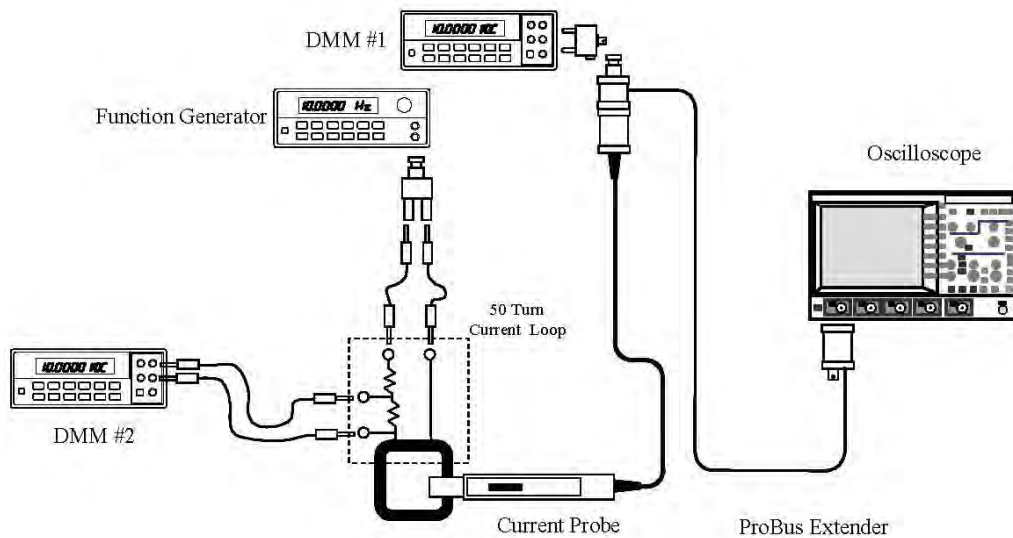 DMM #1
10.0000 VDC
Function Generator
10.0000 Hz
Oscilloscope
50 Turn
Current Loop
10.0000 VDC
DMM #2
Current Probe
ProBus Extender